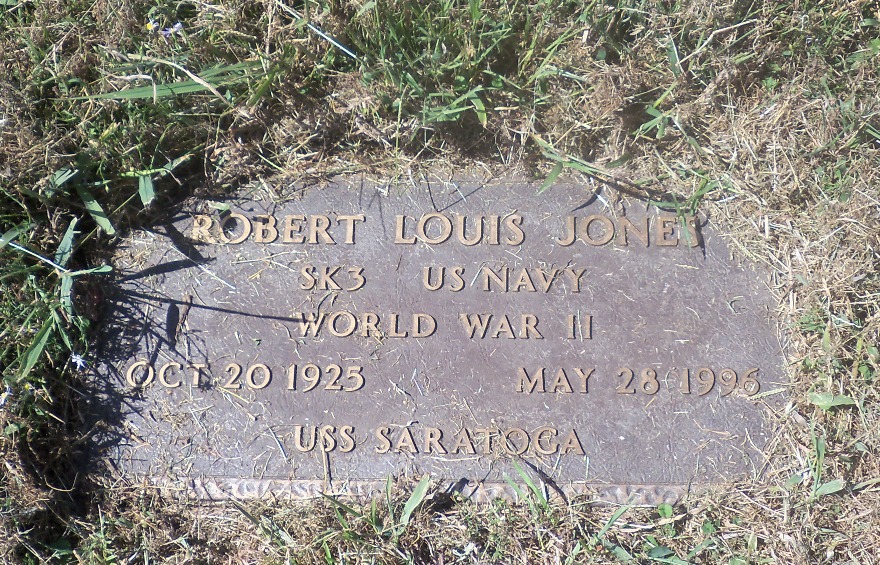 ROBERT LOUIS JONES
SK3 US NAVY
WORLD WAR II
OCT 20 1925 MAY 28 1996
USS SARATOGA